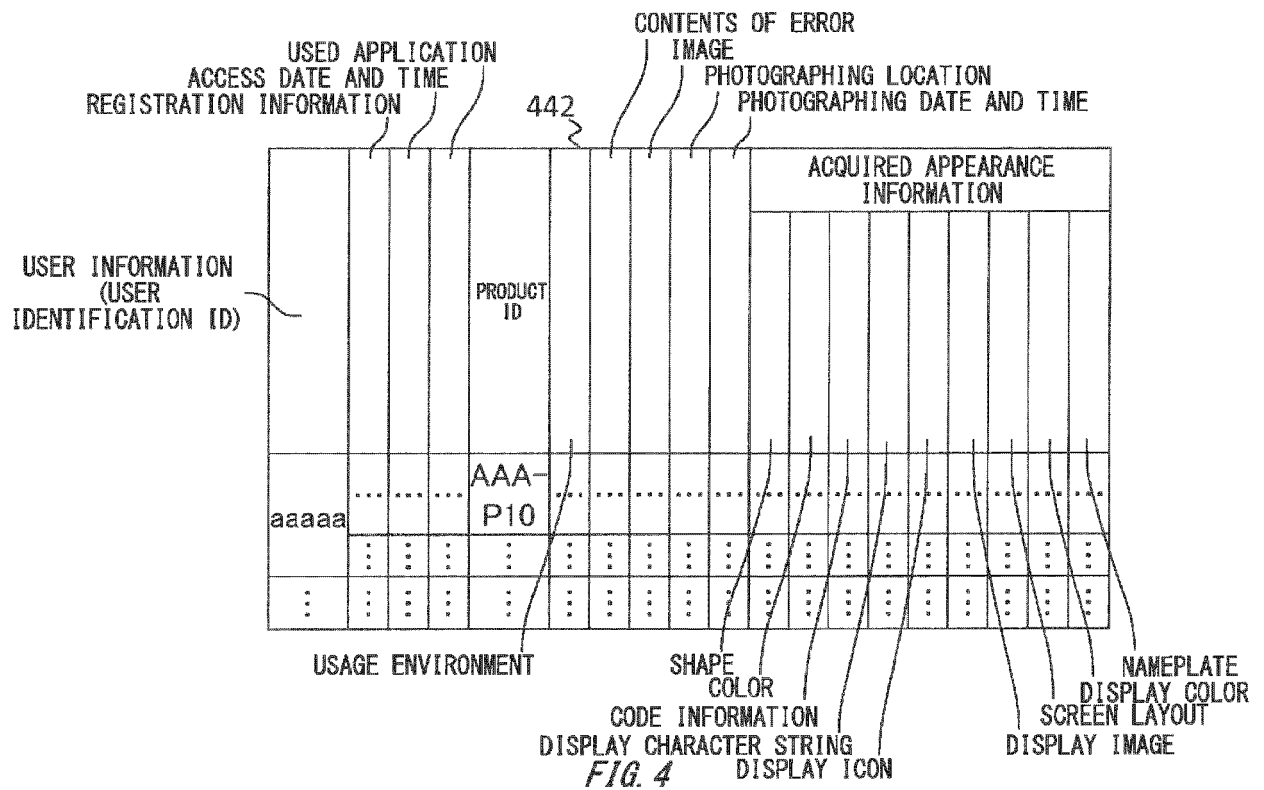 CONTENTS OF ERROR
USED APPLICATION
IMAGE
ACCESS DATE AND TIME
PHOTOGRAPHING LOCATION
REGISTRATION INFORMATION
442
PHOTOGRAPHING DATE AND TIME
ACQUIRED APPEARANCE
INFORMATION
USER INFORMATION
(USER
IDENTIFICATION ID)
PRODUCT
ID
aaaaa
AAA-
P10
USAGE ENVIRONMENT
SHAPE
NAMEPLATE
COLOR
DISPLAY COLOR
CODE INFORMATION
SCREEN LAYOUT
DISPLAY CHARACTER STRING
DISPLAY IMAGE
DISPLAY ICON
FIG. 4